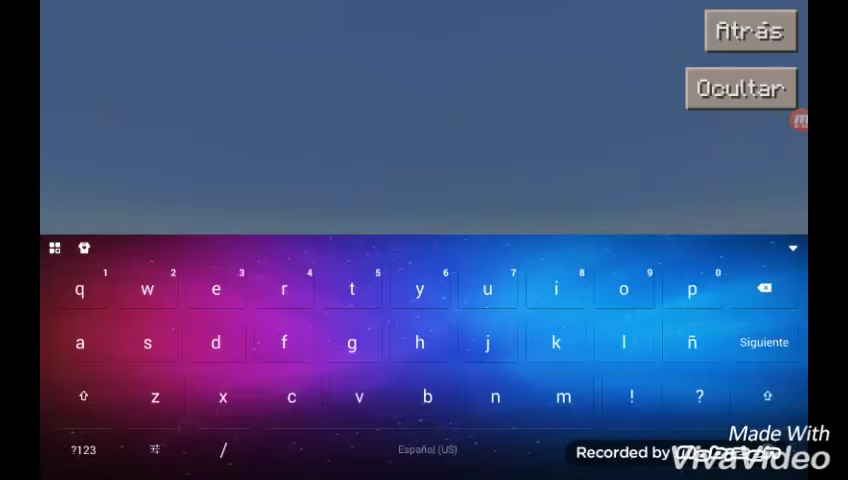 Atrás
Ocultar
1 2 3 4 5 6 7 8 9 0
q w e r t y u i o p
a s d f g h j k l ñ Siguiente
z x c v b n m ! ?
?123 / Español (US)
Recorded by
Made With
VivaVideo